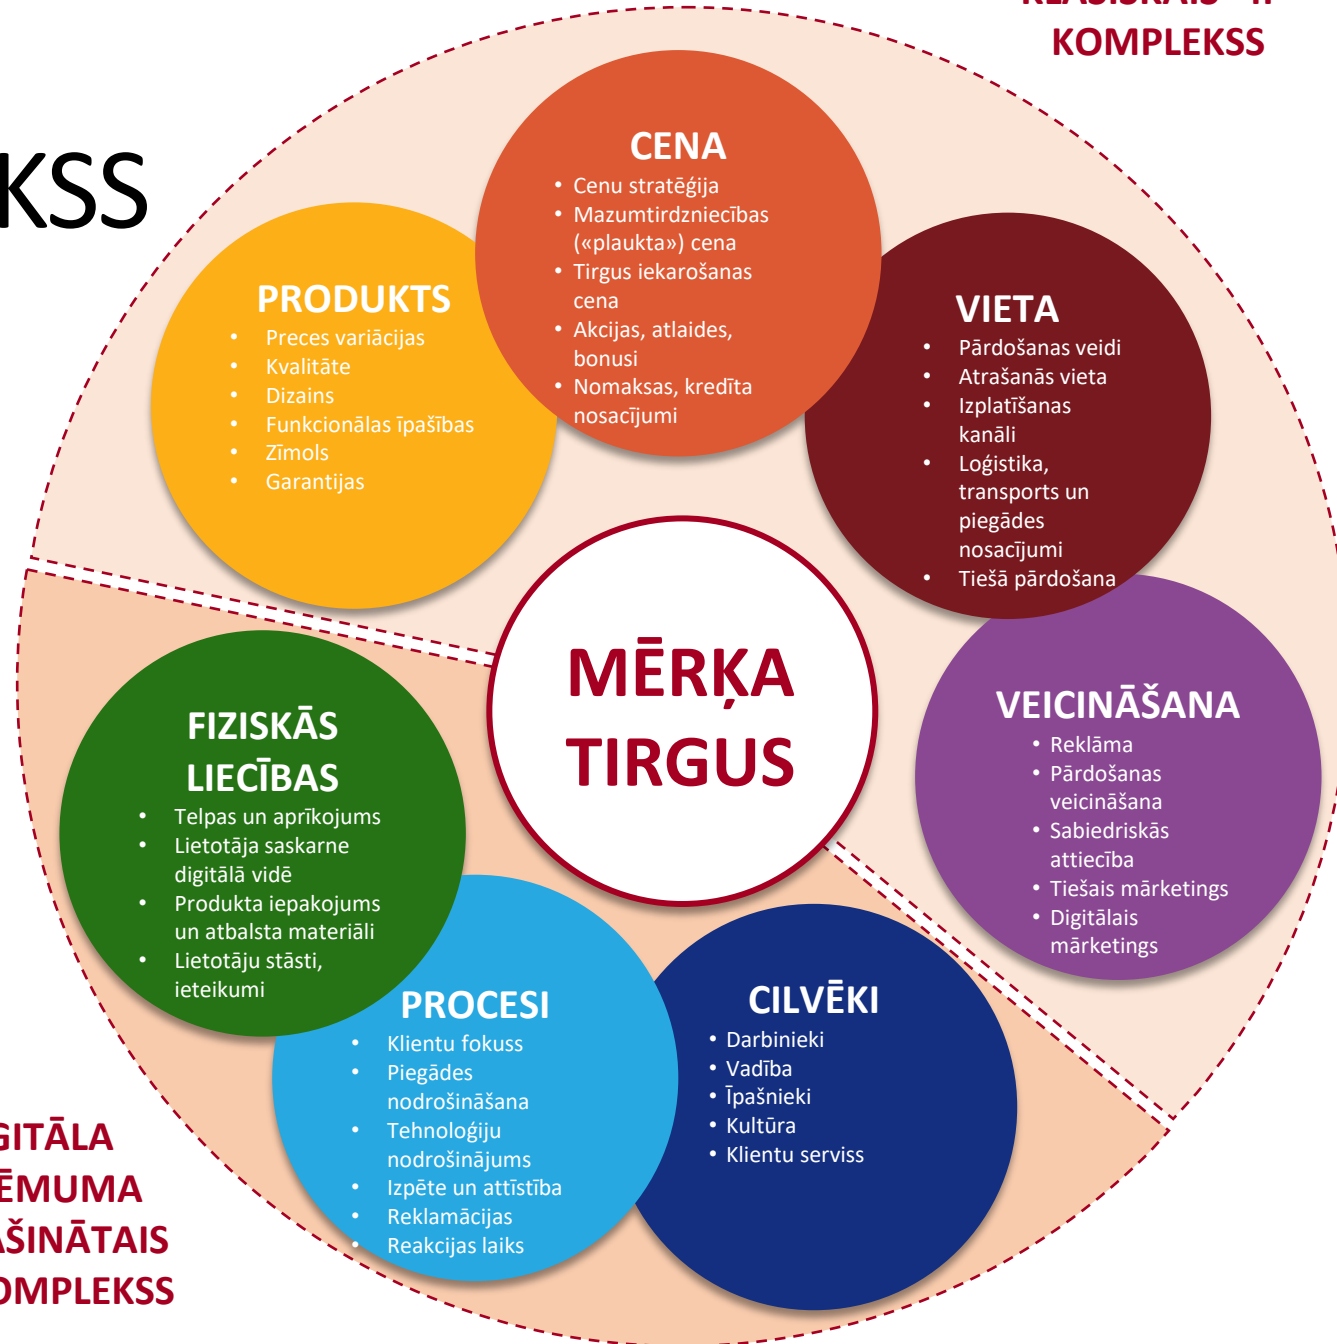 KOMPLEKSS
KSS
CENA
• Cenu stratēģija
• Mazumtirdzniecības
(«plaukta») cena
• Tirgus iekarošanas
cena
• Akcijas, atlaides,
bonusi
• Nomaksas, kredīta
nosacījumi
PRODUKTS
• Preces variācijas
• Kvalitāte
• Dizains
• Funkcionālas īpašības
• Zīmols
• Garantijas
VIETA
• Pārdošanas veidi
• Atrašanās vieta
• Izplatīšanas
kanāli
• Loģistika,
transports un
piegādes
nosacījumi
• Tiešā pārdošana
MĒRĶA
TIRGUS
VEICINĀŠANA
• Reklāma
• Pārdošanas
veicināšana
• Sabiedriskās
attiecība
• Tiešais mārketings
• Digitālais
mārketings
FIZISKĀS
LIECĪBAS
• Telpas un aprīkojums
• Lietotāja saskarne
digitālā vidē
• Produkta iepakojums
un atbalsta materiāli
• Lietotāju stāsti,
ieteikumi
PROCESI
• Klientu fokuss
• Piegādes
nodrošināšana
• Tehnoloģiju
nodrošinājums
• Izpēte un attīstība
• Reklamācijas
• Reakcijas laiks
CILVĒKI
• Darbinieki
• Vadība
• Īpašnieki
• Kultūra
• Klientu serviss
GITĀLA
ĒMUMA
AŠINĀTAIS
OMPLEKSS